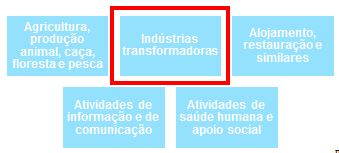 Agricultura,
produção
animal, caça,
floresta e pesca
Indústrias
transformadoras
Alojamento,
restauração e
similares
Atividades de
informação e de
comunicação
Atividades de
saúde humana e
apoio social